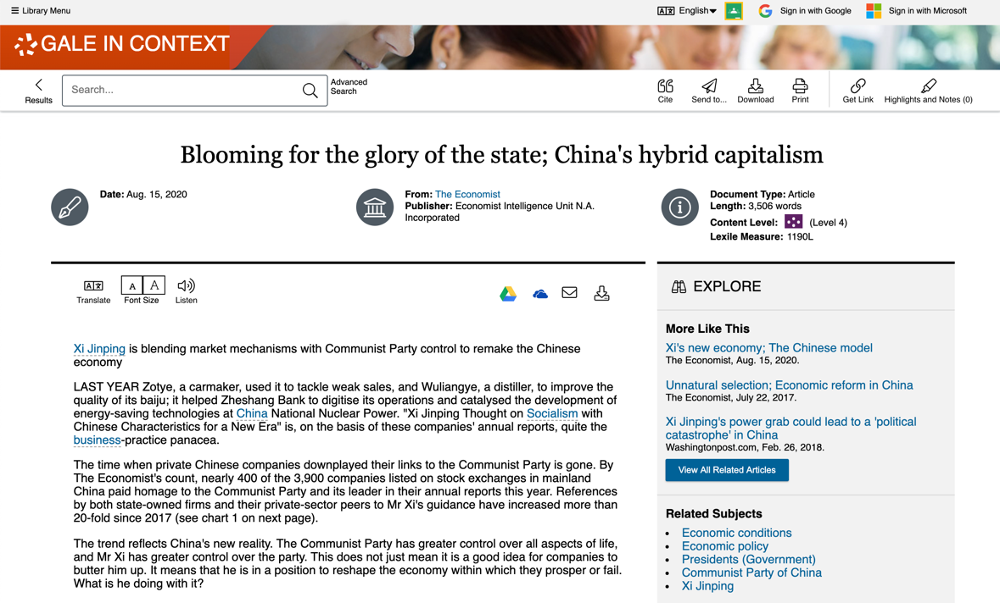 Library Menu
English
Sign in with Google
Sign in with Microsoft
GALE IN CONTEXT
Results
Search...
Advanced
Search
Cite
Send to...
Download
Print
Get Link
Highlights and Notes (0)
Blooming for the glory of the state; China's hybrid capitalism
Date: Aug. 15, 2020
From: The Economist
Publisher: Economist Intelligence Unit N.A.
Incorporated
Document Type: Article
Length: 3,506 words
Content Level: (Level 4)
Lexile Measure: 1190L
Translate
A A
Font Size
Listen
Xi Jinping is blending market mechanisms with Communist Party control to remake the Chinese
economy
LAST YEAR Zotye, a carmaker, used it to tackle weak sales, and Wuliangye, a distiller, to improve the
quality of its baiju; it helped Zheshang Bank to digitise its operations and catalysed the development of
energy-saving technologies at China National Nuclear Power. "Xi Jinping Thought on Socialism with
Chinese Characteristics for a New Era" is, on the basis of these companies' annual reports, quite the
business-practice panacea.
The time when private Chinese companies downplayed their links to the Communist Party is gone. By
The Economist's count, nearly 400 of the 3,900 companies listed on stock exchanges in mainland
China paid homage to the Communist Party and its leader in their annual reports this year. References
by both state-owned firms and their private-sector peers to Mr Xi's guidance have increased more than
20-fold since 2017 (see chart 1 on next page).
The trend reflects China's new reality. The Communist Party has greater control over all aspects of life,
and Mr Xi has greater control over the party. This does not just mean it is a good idea for companies to
butter him up. It means that he is in a position to reshape the economy within which they prosper or fail.
What is he doing with it?
EXPLORE
More Like This
Xi's new economy; The Chinese model
The Economist, Aug. 15, 2020.
Unnatural selection; Economic reform in China
The Economist, July 22, 2017.
Xi Jinping's power grab could lead to a 'political
catastrophe' in China
Washingtonpost.com, Feb. 26, 2018.
View All Related Articles
Related Subjects
Economic conditions
Economic policy
Presidents (Government)
Communist Party of China
Xi Jinping